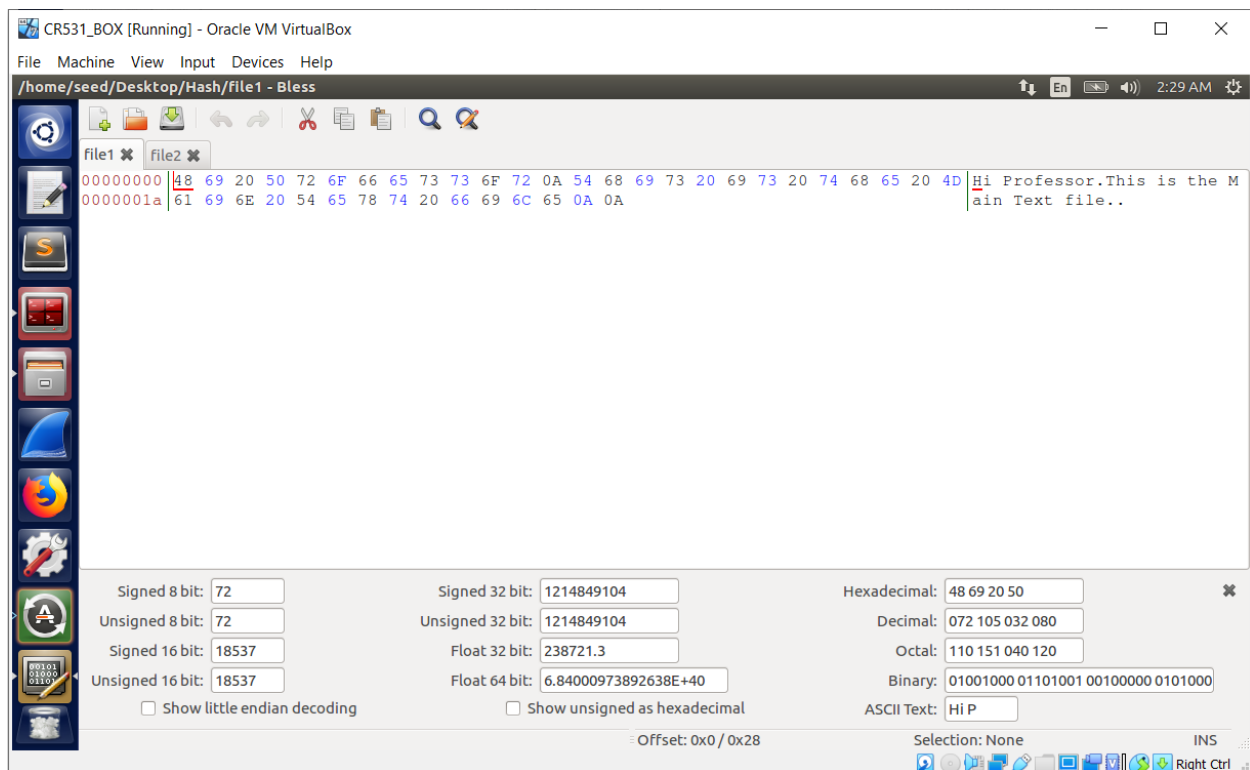 CR531_BOX [Running] - Oracle VM VirtualBox
File Machine View Input Devices Help
/home/seed/Desktop/Hash/file1 - Bless En 2:29 AM
file1 file2
00000000 48 69 20 50 72 6F 66 65 73 73 6F 72 0A 54 68 69 73 20 69 73 20 74 68 65 20 4D Hi Professor.This is the M
0000001a 61 69 6E 20 54 65 78 74 20 66 69 6C 65 0A 0A ain Text file..
Signed 8 bit: 72 Signed 32 bit: 1214849104 Hexadecimal: 48 69 20 50
Unsigned 8 bit: 72 Unsigned 32 bit: 1214849104 Decimal: 072 105 032 080
Signed 16 bit: 18537 Float 32 bit: 238721.3 Octal: 110 151 040 120
Unsigned 16 bit: 18537 Float 64 bit: 6.84000973892638E+40 Binary: 01001000 01101001 00100000 0101000
Show little endian decoding Show unsigned as hexadecimal ASCII Text: Hi P
Offset: 0x0 / 0x28 Selection: None INS
Right Ctrl